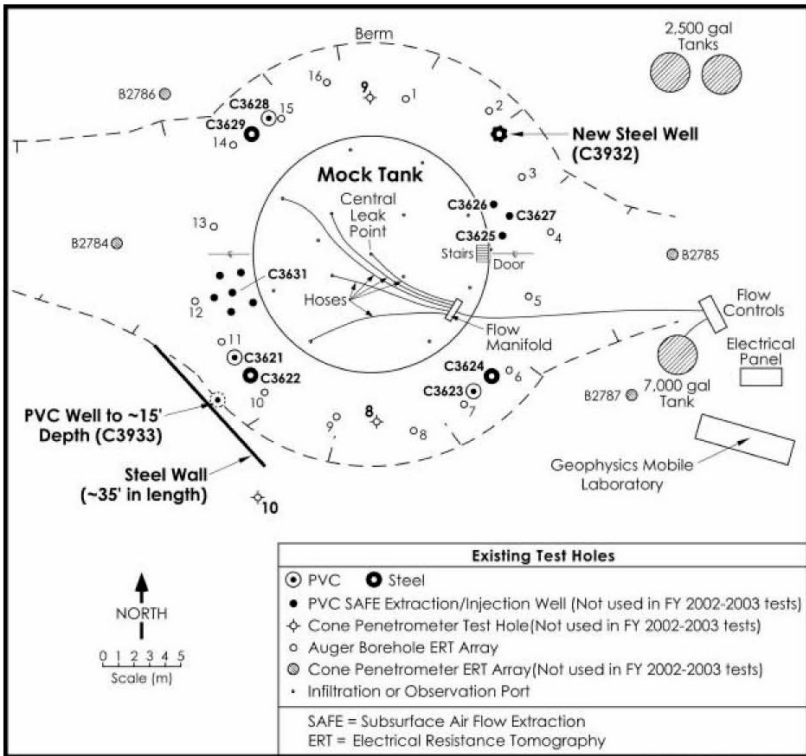 Berm
2,500 gal
Tanks
B2786
16
9
1
C3628
15
2
C3629
14
New Steel Well
(C3932)
Mock Tank
3
Central
Leak
Point
C3626
C3627
13
C3625
4
B2784
Stairs
Door
B2785
C3631
Hoses
12
5
Flow
Manifold
Flow
Controls
11
C3621
C3624
6
Electrical
Panel
C3622
C3623
7,000 gal
Tank
B2787
10
7
PVC Well to ~15'
Depth (C3933)
9
8
8
Steel Wall
(~35' in length)
Geophysics Mobile
Laboratory
10
NORTH
0 1 2 3 4 5
Scale (m)
Existing Test Holes
PVC Steel
PVC SAFE Extraction/Injection Well (Not used in FY 2002-2003 tests)
Cone Penetrometer Test Hole(Not used in FY 2002-2003 tests)
Auger Borehole ERT Array
Cone Penetrometer ERT Array(Not used in FY 2002-2003 tests)
Infiltration or Observation Port
SAFE = Subsurface Air Flow Extraction
ERT = Electrical Resistance Tomography